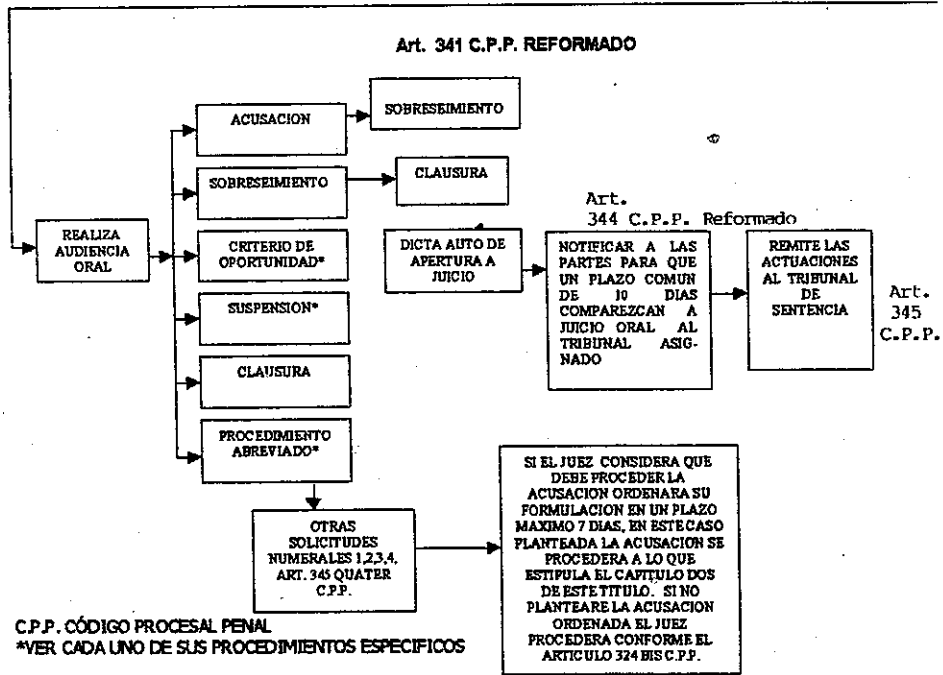 Art. 341 C.P.P. REFORMADO
ACUSACION
SOBRESEIMIENTO
SOBRESEIMIENTO
CLAUSURA
REALIZA
AUDIENCIA
ORAL
CRITERIO DE
OPORTUNIDAD*
SUSPENSION*
CLAUSURA
PROCEDIMIENTO
ABREVIADO*
DICTA AUTO DE
APERTURA A
JUICIO
Art.
344 C.P.P. Reformado
NOTIFICAR A LAS
PARTES PARA QUE
UN PLAZO COMUN
DE 10 DIAS
COMPAREZCAN A
JUICIO ORAL AL
TRIBUNAL ASIG-
NADO
REMITE LAS
ACTUACIONES
AL TRIBUNAL
DE
SENTENCIA
Art.
345
C.P.P.
OTRAS
SOLICITUDES
NUMERALES 1,2,3,4,
ART. 345 QUATER
C.P.P.
SI EL JUEZ CONSIDERA QUE
DEBE PROCEDER LA
ACUSACION ORDENARA SU
FORMULACION EN UN PLAZO
MAXIMO 7 DIAS, EN ESTE CASO
PLANTEADA LA ACUSACION SE
PROCEDERA A LO QUE
ESTIPULA EL CAPITULO DOS
DE ESTE TITULO. SI NO
PLANTEARE LA ACUSACION
ORDENADA EL JUEZ
PROCEDERA CONFORME EL
ARTICULO 324 BIS C.P.P.
C.P.P. CÓDIGO PROCESAL PENAL
*VER CADA UNO DE SUS PROCEDIMIENTOS ESPECIFICOS